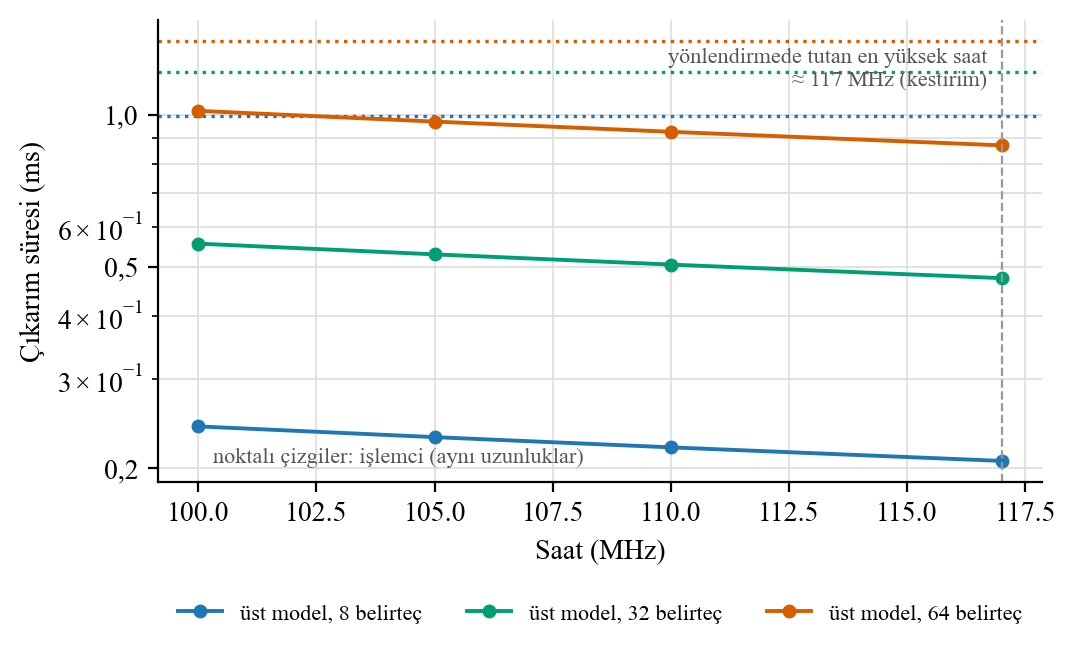 yönlendirmede tutan en yüksek saat
≈ 117 MHz (kestirim)
Çıkarım süresi (ms)
1,0
6 × 10⁻¹
0,5
4 × 10⁻¹
3 × 10⁻¹
0,2
noktalı çizgiler: işlemci (aynı uzunluklar)
100.0 102.5 105.0 107.5 110.0 112.5 115.0 117.5
Saat (MHz)
üst model, 8 belirteç üst model, 32 belirteç üst model, 64 belirteç